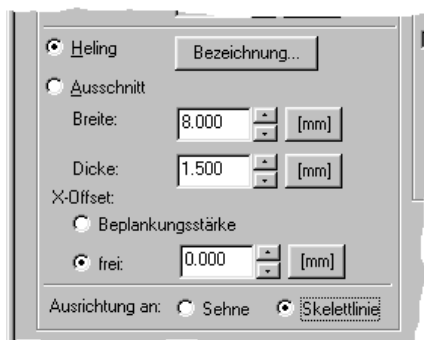 Heling Bezeichnung...
Ausschnitt
Breite: 8.000 [mm]
Dicke: 1.500 [mm]
X-Offset:
Beplankungsstärke
frei: 0.000 [mm]
Ausrichtung an: Sehne Skelettlinie